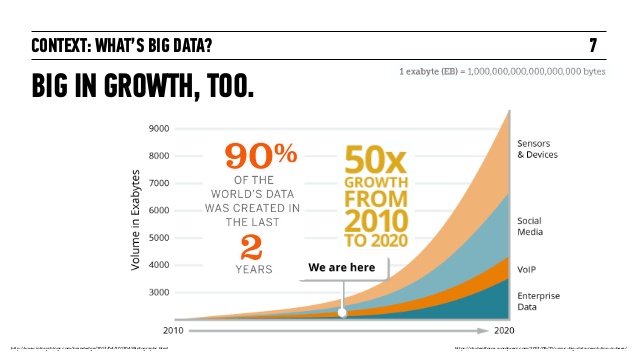 CONTEXT: WHAT'S BIG DATA?
7
BIG IN GROWTH, TOO.
1 exabyte (EB) = 1,000,000,000,000,000,000 bytes
Volume in Exabytes
9000
8000
7000
6000
5000
4000
3000
90%
OF THE
WORLD'S DATA
WAS CREATED IN
THE LAST
2
YEARS
50x
GROWTH
FROM
2010
TO 2020
We are here
Sensors
& Devices
Social
Media
VoIP
Enterprise
Data
2010
2020